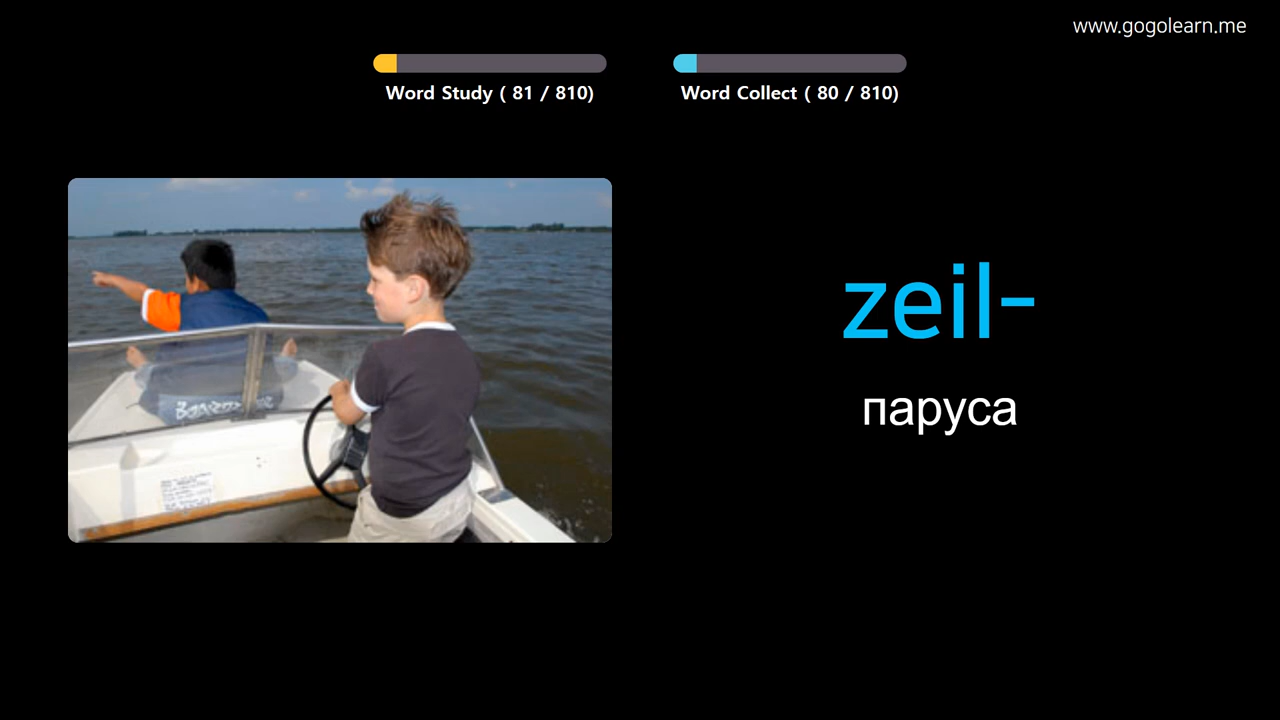 www.gogolearn.me
Word Study ( 81 / 810)
Word Collect ( 80 / 810)
zeil-
паруса